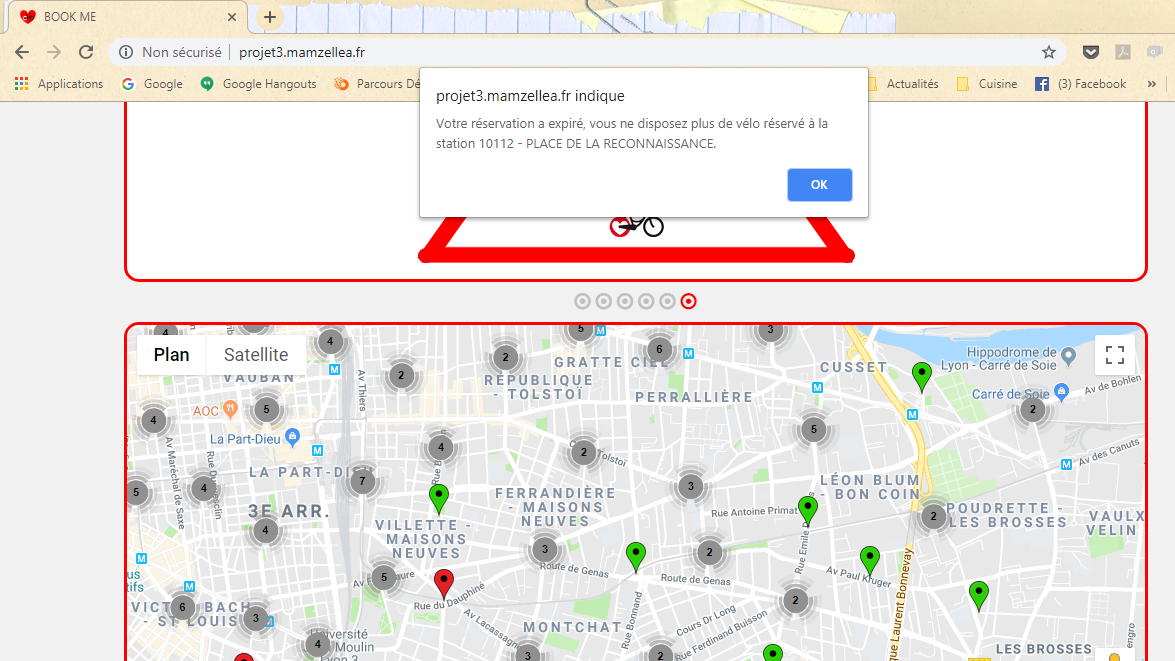 BOOK ME
Non sécurisé
projet3.mamzellea.fr
Applications
Google
Google Hangouts
Parcours Dé
Actualités
Cuisine
(3) Facebook
»
projet3.mamzellea.fr indique
Votre réservation a expiré, vous ne disposez plus de vélo réservé à la
station 10112 - PLACE DE LA RECONNAISSANCE.
OK
Plan
Satellite
4
4
5
M
6
M
3
2
2
M
VAUBAN
GRATTE CIEL
RÉPUBLIQUE
- TOLSTOÏ
PERRALLIÈRE
CUSSET
M
Hippodrome de
Lyon - Carré de Soie
Carré de Soie
Av de Bohlen
2
AOC
5
4
La Part-Dieu
M
Av Thiers
4
2
Tolstoï
5
M
Av des Canuts
M
LA PART-DIEU
Av Maréchal de Saxe
5
4
7
3
LÉON BLUM
- BON COIN
FERRANDIÈRE
- MAISONS
NEUVES
3E ARR.
4
VILLETTE -
MAISONS
NEUVES
Rue Antoine Primat
2
POUDRETTE -
LES BROSSES
VAULX
VELIN
3
2
Route de Genas
Route de Genas
Av Paul Kruger
M
M
5
Rue du Dauphiné
2
6
3
VICTO
BACH
- ST LOUIS
Av Lacassagne
MONTCHAT
Rue Bonnand
Cours Dr Long
Rue Ferdinand Buisson
4
Université
Moulin
Lyon 3
3
2
LES BROSSES
que Laurent Bonnevay